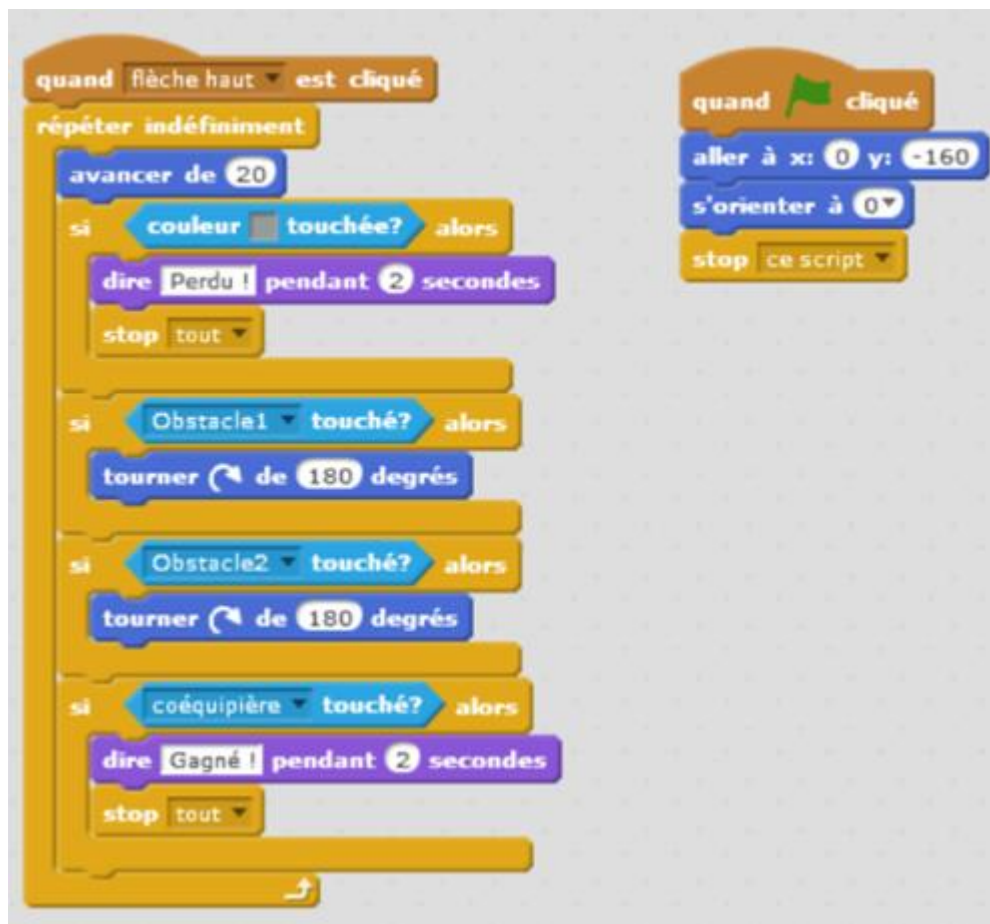 quand flèche haut est cliqué
répéter indéfiniment
avancer de 20
si couleur touchée? alors
dire Perdu ! pendant 2 secondes
stop tout
si Obstacle1 touché? alors
tourner de 180 degrés
si Obstacle2 touché? alors
tourner de 180 degrés
si coéquipière touché? alors
dire Gagné ! pendant 2 secondes
stop tout
quand cliqué
aller à x: 0 y: -160
s'orienter à 0
stop ce script